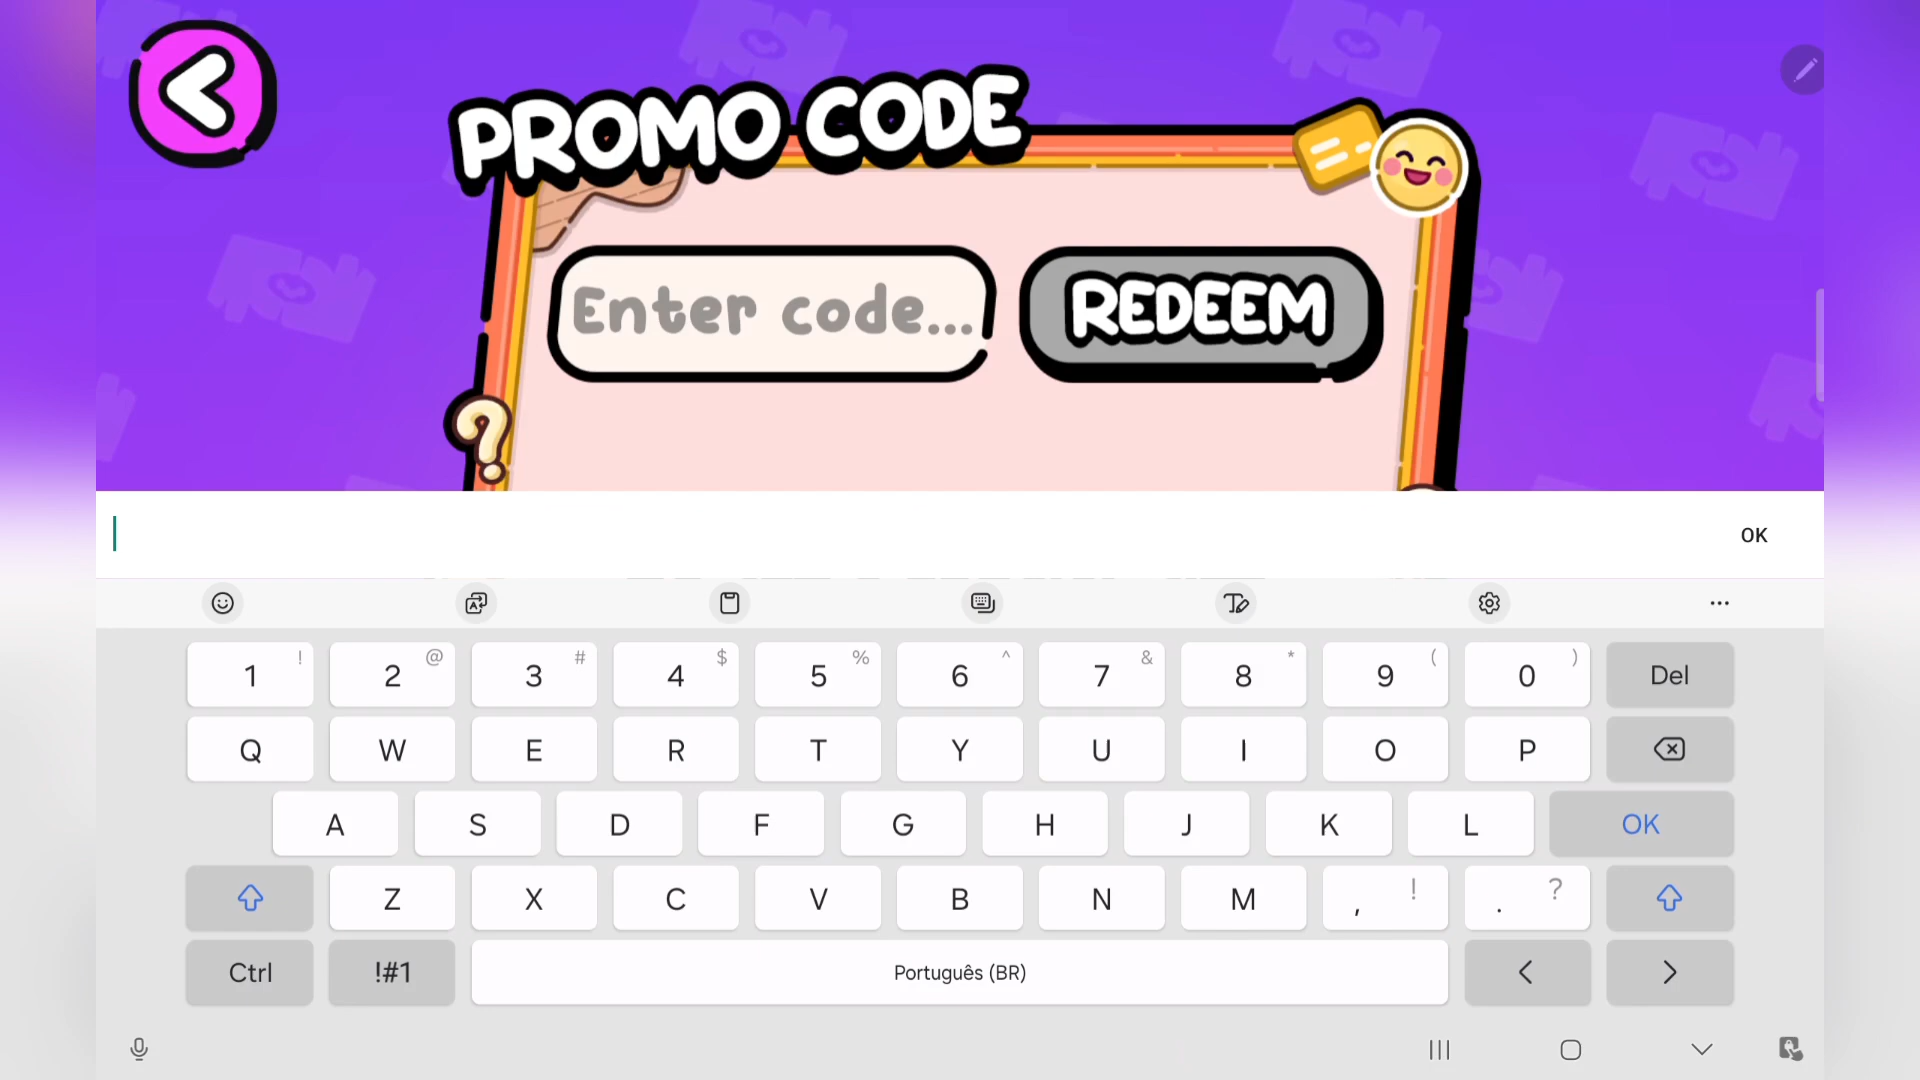 PROMO CODE
Enter code...
REDEEM
?
OK
1 ! 2 @ 3 # 4 $ 5 % 6 ^ 7 & 8 * 9 ( 0 ) Del
Q W E R T Y U I O P
A S D F G H J K L OK
Z X C V B N M , ! . ?
Ctrl !#1 Português (BR) < >